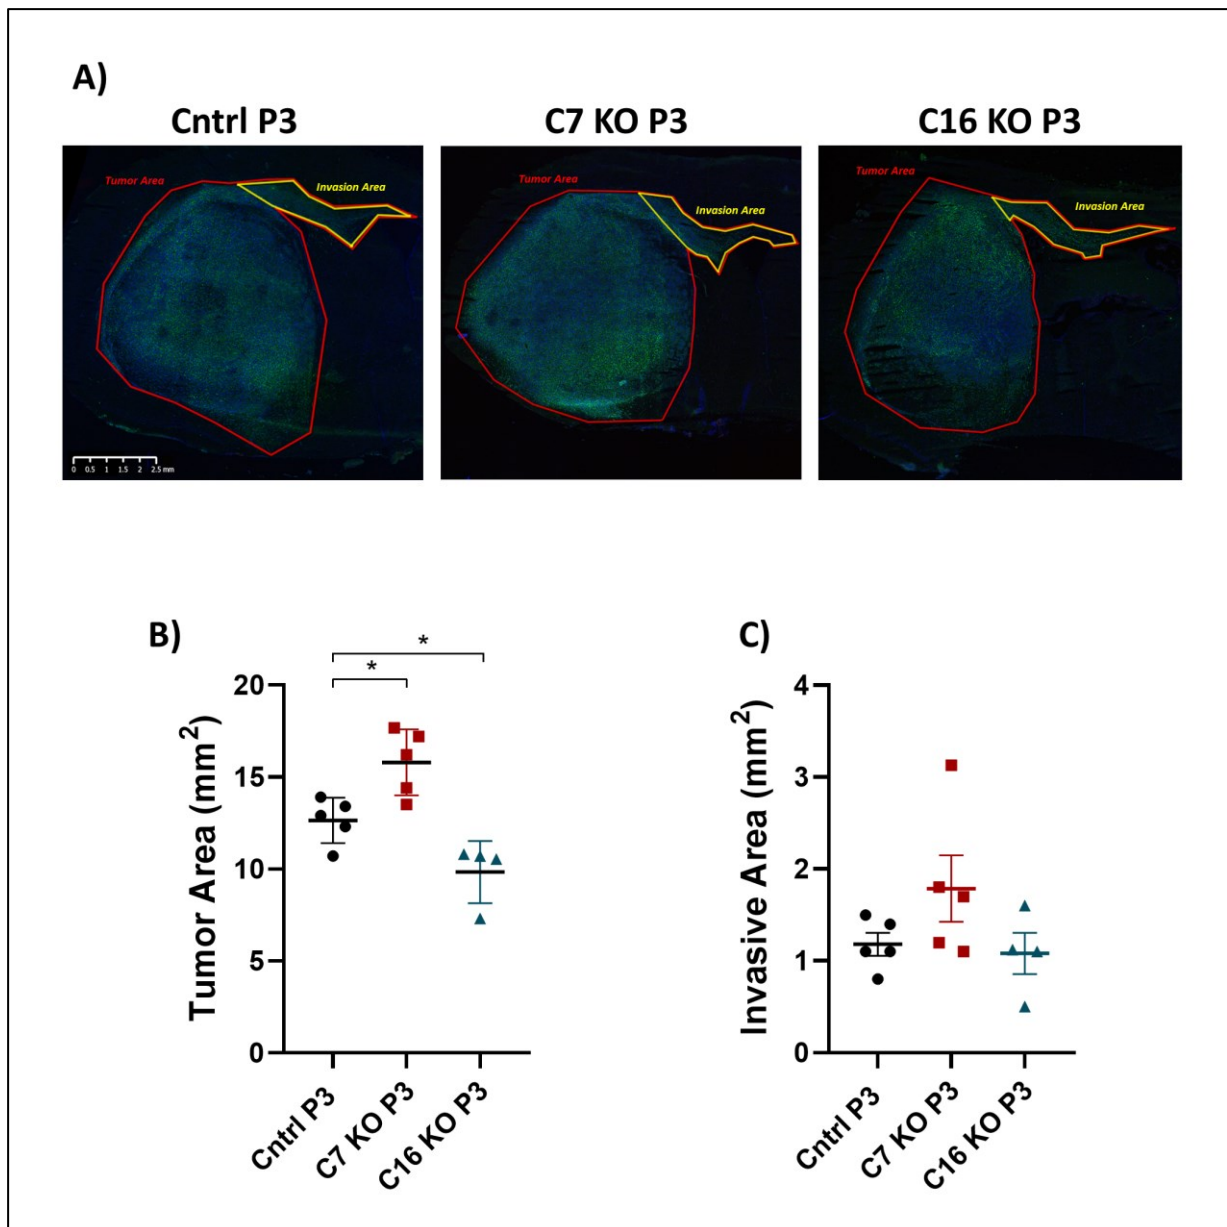 A)
Cntrl P3
C7 KO P3
C16 KO P3
Tumor Area
Invasion Area
Tumor Area
Invasion Area
Tumor Area
Invasion Area
0 0.5 1 1.5 2 2.5 mm
B)
* 
*
Tumor Area (mm²)
20
15
10
5
0
Cntrl P3
C7 KO P3
C16 KO P3
C)
Invasive Area (mm²)
4
3
2
1
0
Cntrl P3
C7 KO P3
C16 KO P3